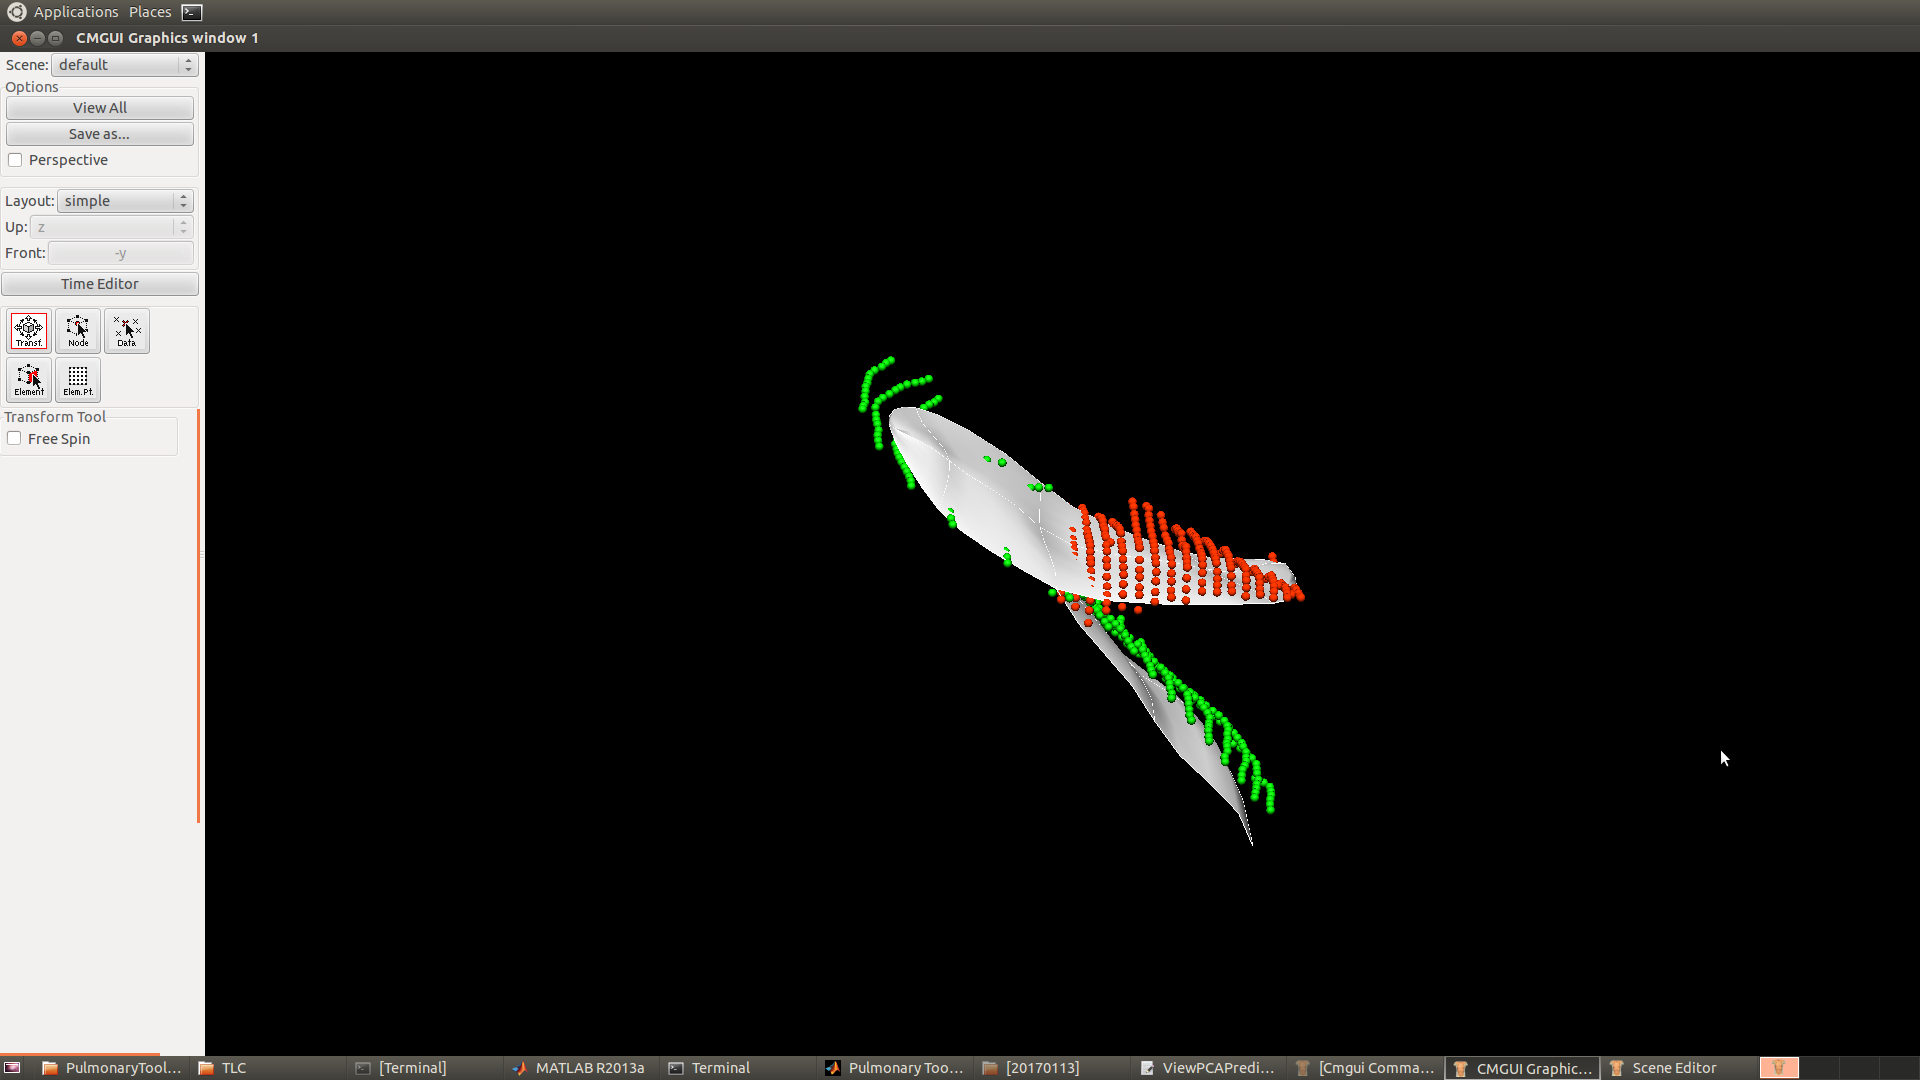 Applications Places
CMGUI Graphics window 1
Scene: default
Options
View All
Save as...
Perspective
Layout: simple
Up: z
Front: -y
Time Editor
Transf. Node Data
Element Elem.Pt.
Transform Tool
Free Spin
PulmonaryTool... TLC [Terminal] MATLAB R2013a Terminal Pulmonary Too... [20170113] ViewPCAPredi... [Cmgui Comma... CMGUI Graphic... Scene Editor